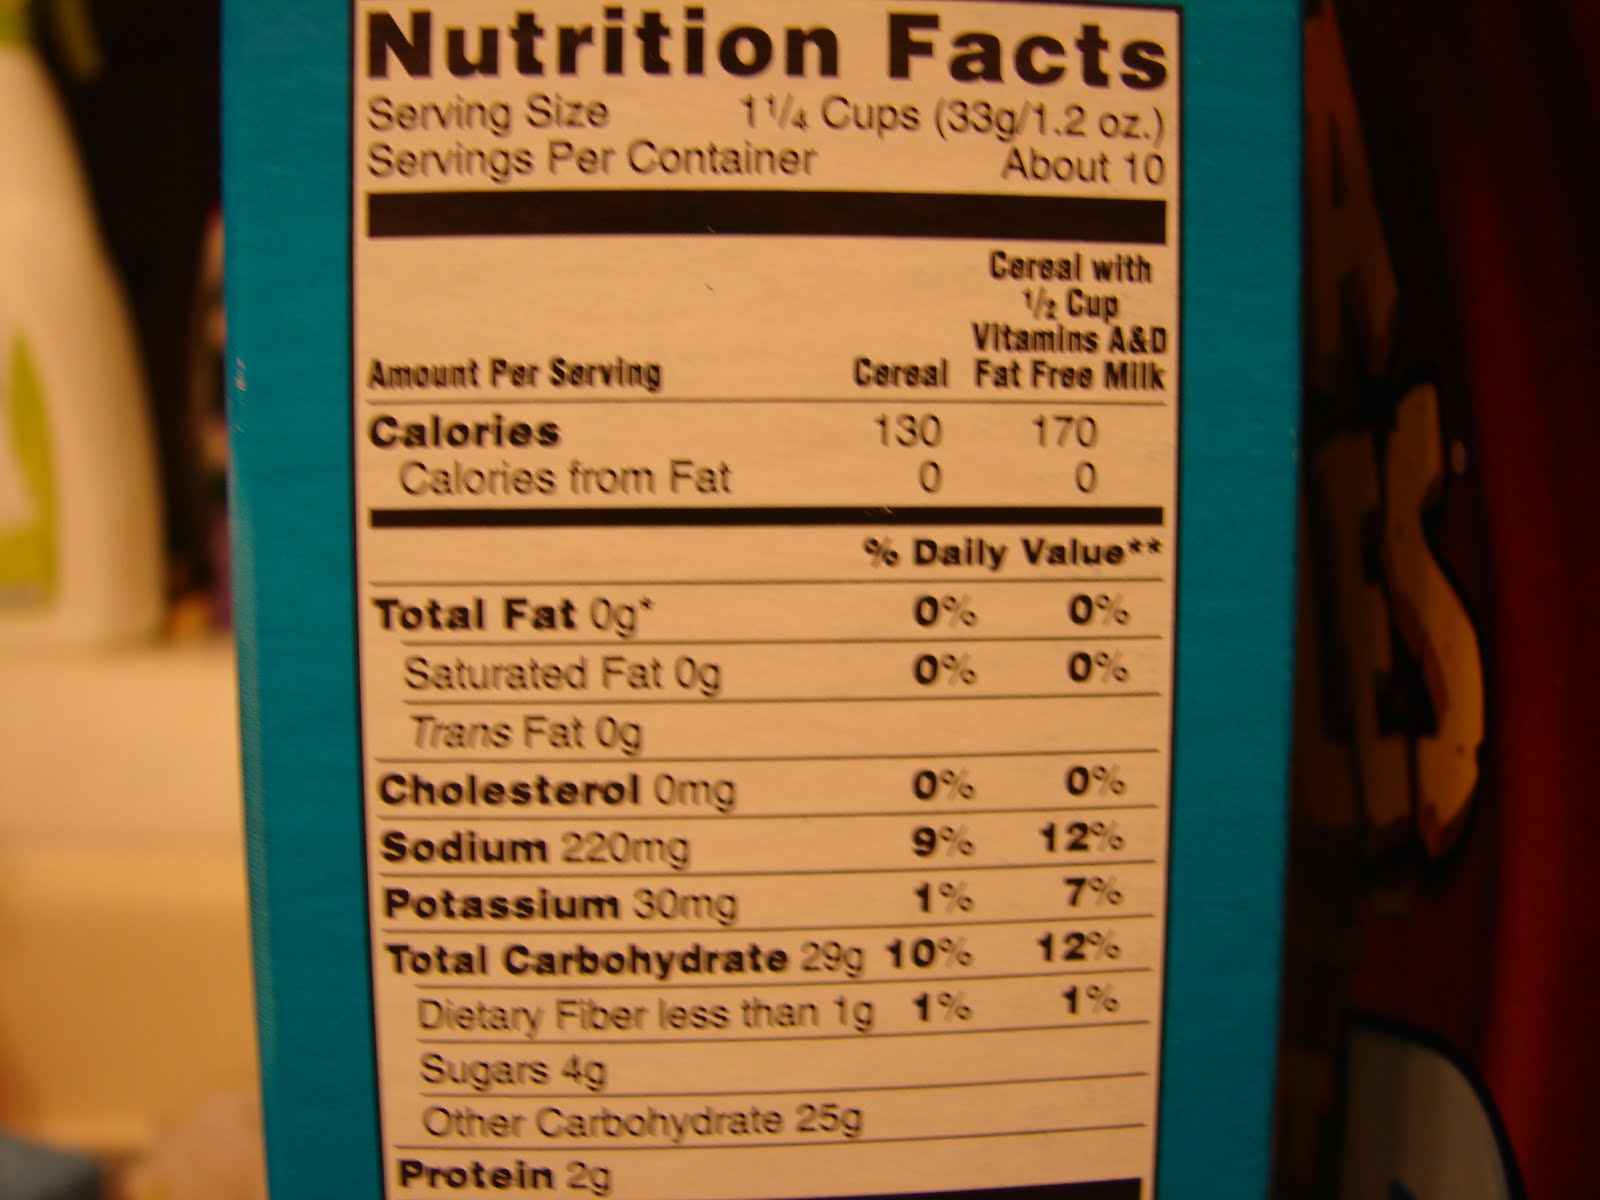 Nutrition Facts
Serving Size 1 1/4 Cups (33g/1.2 oz.)
Servings Per Container About 10
Cereal with
1/2 Cup
Vitamins A&D
Amount Per Serving Cereal Fat Free Milk
Calories 130 170
Calories from Fat 0 0
% Daily Value**
Total Fat 0g* 0% 0%
Saturated Fat 0g 0% 0%
Trans Fat 0g
Cholesterol 0mg 0% 0%
Sodium 220mg 9% 12%
Potassium 30mg 1% 7%
Total Carbohydrate 29g 10% 12%
Dietary Fiber less than 1g 1% 1%
Sugars 4g
Other Carbohydrate 25g
Protein 2g